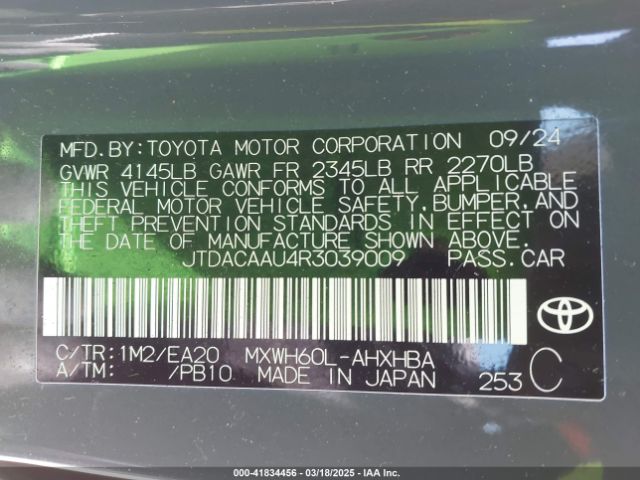 MFD.BY:TOYOTA MOTOR CORPORATION 09/24
GVWR 4145LB GAWR FR 2345LB RR 2270LB
THIS VEHICLE CONFORMS TO ALL APPLICABLE
FEDERAL MOTOR VEHICLE SAFETY,BUMPER,AND
THEFT PREVENTION STANDARDS IN EFFECT ON
THE DATE OF MANUFACTURE SHOWN ABOVE.
JTDACAAU4R3039009 PASS.CAR
C/TR:1M2/EA20 MXWH60L-AHXHBA
A/TM: /PB10 MADE IN JAPAN 253 C
000-41834456 | 03/18/2025 | IAAHOLDINGS.COM